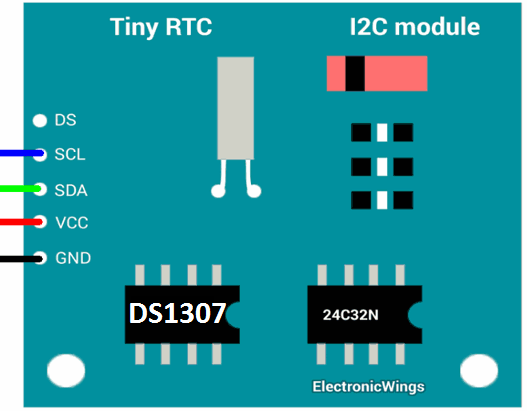 Tiny RTC
I2C module
DS
SCL
SDA
VCC
GND
DS1307
24C32N
ElectronicWings